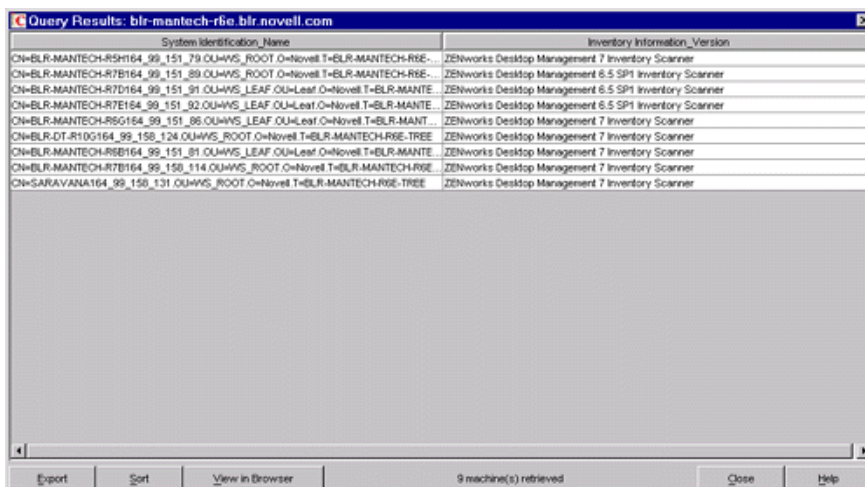 Query Results: blr-mantech-r6e.blr.novell.com
System Identification_Name Inventory Information_Version
CN=BLR-MANTECH-R5H164_99_151_79.OU=WS_ROOT.O=Novell.T=BLR-MANTECH-R6E-... ZENworks Desktop Management 7 Inventory Scanner
CN=BLR-MANTECH-R7B164_99_151_89.OU=WS_ROOT.O=Novell.T=BLR-MANTECH-R6E-... ZENworks Desktop Management 6.5 SP1 Inventory Scanner
CN=BLR-MANTECH-R7D164_99_151_91.OU=WS_LEAF.OU=Leaf.O=Novell.T=BLR-MANTE... ZENworks Desktop Management 6.5 SP1 Inventory Scanner
CN=BLR-MANTECH-R7E164_99_151_92.OU=WS_LEAF.OU=Leaf.O=Novell.T=BLR-MANTE... ZENworks Desktop Management 6.5 SP1 Inventory Scanner
CN=BLR-MANTECH-R6G164_99_151_86.OU=WS_LEAF.OU=Leaf.O=Novell.T=BLR-MANT... ZENworks Desktop Management 7 Inventory Scanner
CN=BLR-DT-R10G164_99_158_124.OU=WS_ROOT.O=Novell.T=BLR-MANTECH-R6E-TREE ZENworks Desktop Management 7 Inventory Scanner
CN=BLR-MANTECH-R6B164_99_151_81.OU=WS_LEAF.OU=Leaf.O=Novell.T=BLR-MANTE... ZENworks Desktop Management 7 Inventory Scanner
CN=BLR-MANTECH-R7B164_99_158_114.OU=WS_ROOT.O=Novell.T=BLR-MANTECH-R6E... ZENworks Desktop Management 7 Inventory Scanner
CN=SARAVANA164_99_150_131.OU=WS_ROOT.O=Novell.T=BLR-MANTECH-R6E-TREE ZENworks Desktop Management 7 Inventory Scanner
Export Sort View in Browser 9 machine(s) retrieved Close Help